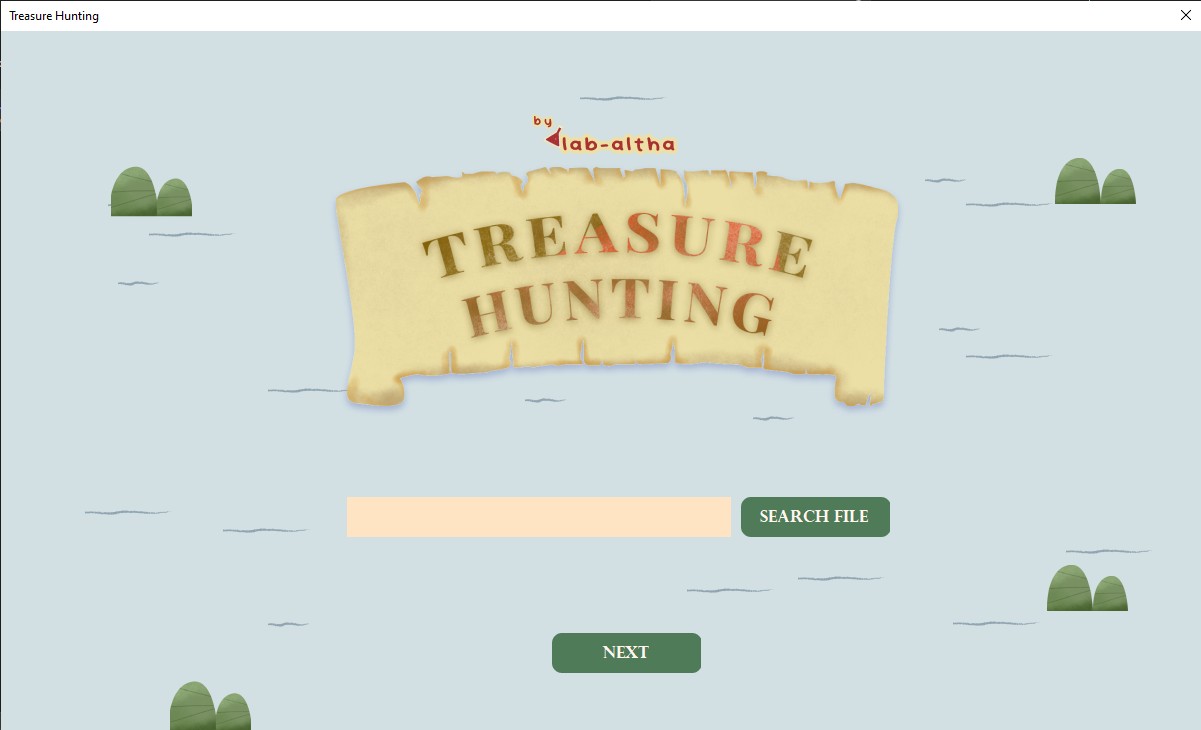 Treasure Hunting
by
lab-altha
TREASURE
HUNTING
SEARCH FILE
NEXT